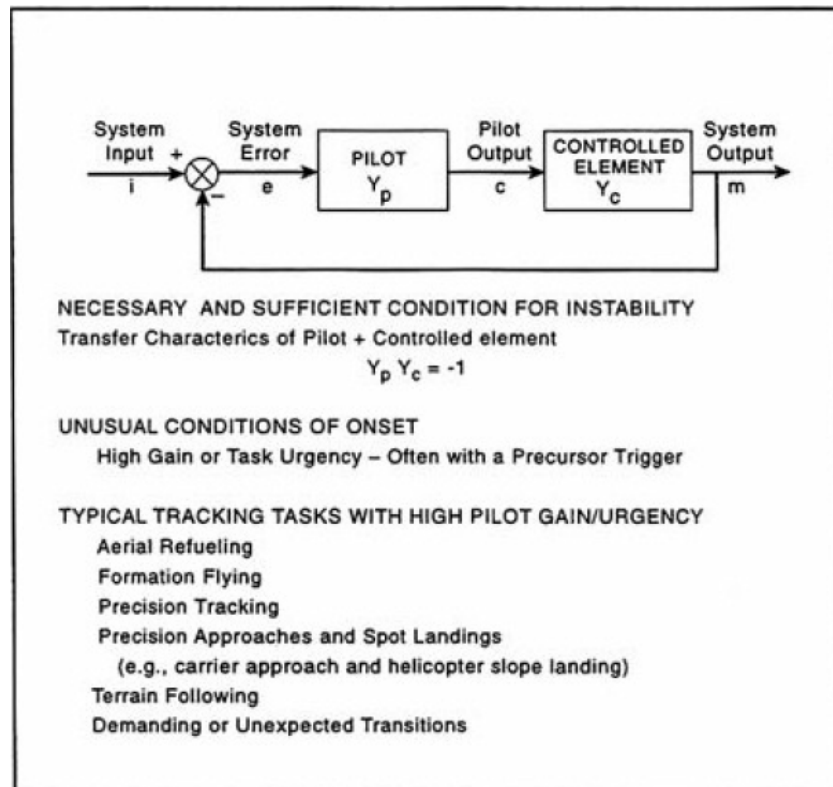 System Input
+
i
−
System Error
e
PILOT
Yp
Pilot Output
c
CONTROLLED ELEMENT
Yc
System Output
m
NECESSARY AND SUFFICIENT CONDITION FOR INSTABILITY
Transfer Characterics of Pilot + Controlled element
Yp Yc = -1
UNUSUAL CONDITIONS OF ONSET
High Gain or Task Urgency – Often with a Precursor Trigger
TYPICAL TRACKING TASKS WITH HIGH PILOT GAIN/URGENCY
Aerial Refueling
Formation Flying
Precision Tracking
Precision Approaches and Spot Landings
(e.g., carrier approach and helicopter slope landing)
Terrain Following
Demanding or Unexpected Transitions